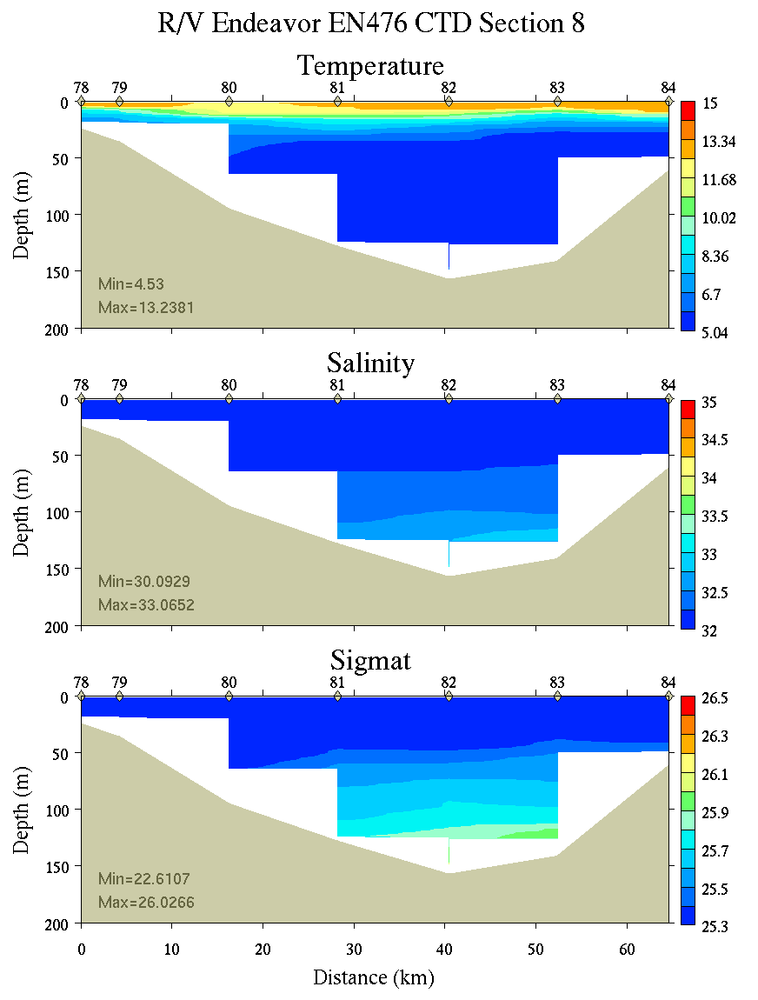 R/V Endeavor EN476 CTD Section 8
Temperature
78 79 80 81 82 83 84
0
50
100
150
200
Depth (m)
Min=4.53
Max=13.2381
15
13.34
11.68
10.02
8.36
6.7
5.04
Salinity
78 79 80 81 82 83 84
0
50
100
150
200
Depth (m)
Min=30.0929
Max=33.0652
35
34.5
34
33.5
33
32.5
32
Sigmat
78 79 80 81 82 83 84
0
50
100
150
200
Depth (m)
Min=22.6107
Max=26.0266
26.5
26.3
26.1
25.9
25.7
25.5
25.3
0 10 20 30 40 50 60
Distance (km)